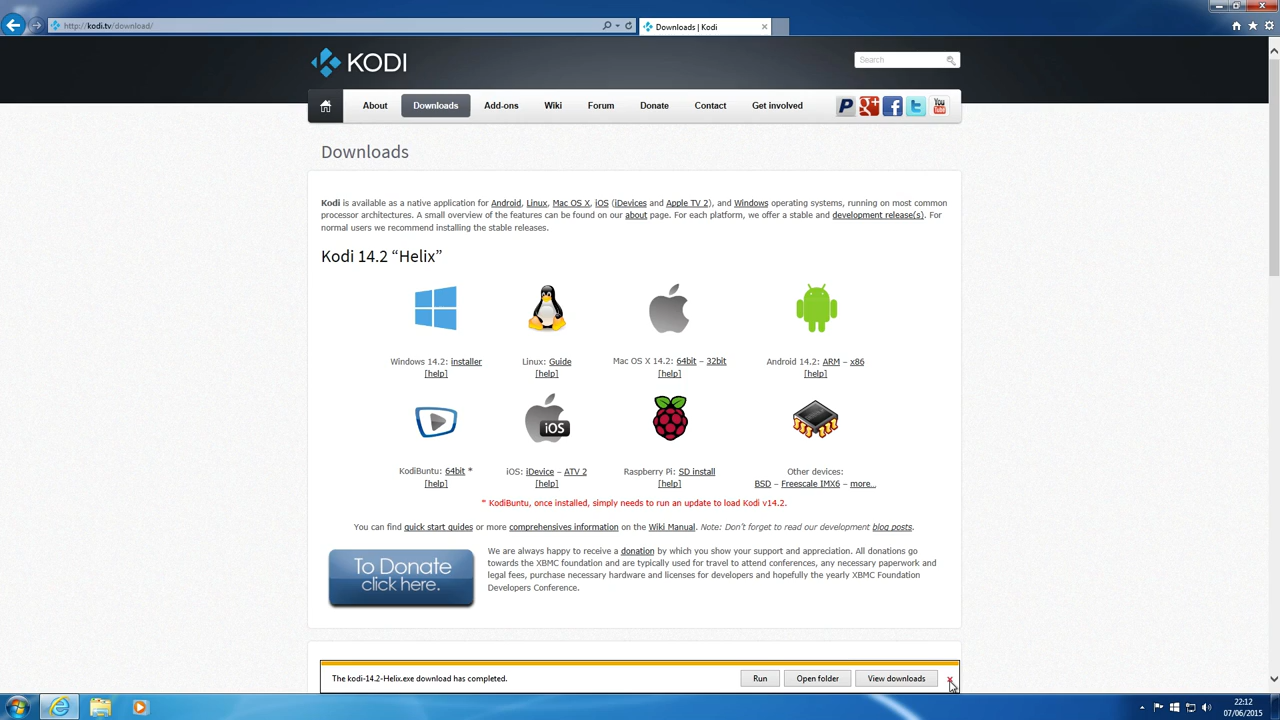 http://kodi.tv/download/
Downloads | Kodi
KODI
Search
About Downloads Add-ons Wiki Forum Donate Contact Get involved
Downloads
Kodi is available as a native application for Android, Linux, Mac OS X, iOS (iDevices and Apple TV 2), and Windows operating systems, running on most common
processor architectures. A small overview of the features can be found on our about page. For each platform, we offer a stable and development release(s). For
normal users we recommend installing the stable releases.
Kodi 14.2 “Helix”
Windows 14.2: installer
[help]
Linux: Guide
[help]
Mac OS X 14.2: 64bit – 32bit
[help]
Android 14.2: ARM – x86
[help]
iOS
KodiBuntu: 64bit *
[help]
iOS: iDevice – ATV 2
[help]
Raspberry Pi: SD install
[help]
Other devices:
BSD – Freescale IMX6 – more...
* KodiBuntu, once installed, simply needs to run an update to load Kodi v14.2.
You can find quick start guides or more comprehensives information on the Wiki Manual. Note: Don’t forget to read our development blog posts.
To Donate
click here.
We are always happy to receive a donation by which you show your support and appreciation. All donations go
towards the XBMC foundation and are typically used for travel to attend conferences, any necessary paperwork and
legal fees, purchase necessary hardware and licenses for developers and hopefully the yearly XBMC Foundation
Developers Conference.
The kodi-14.2-Helix.exe download has completed.
Run Open folder View downloads
22:12
07/06/2015